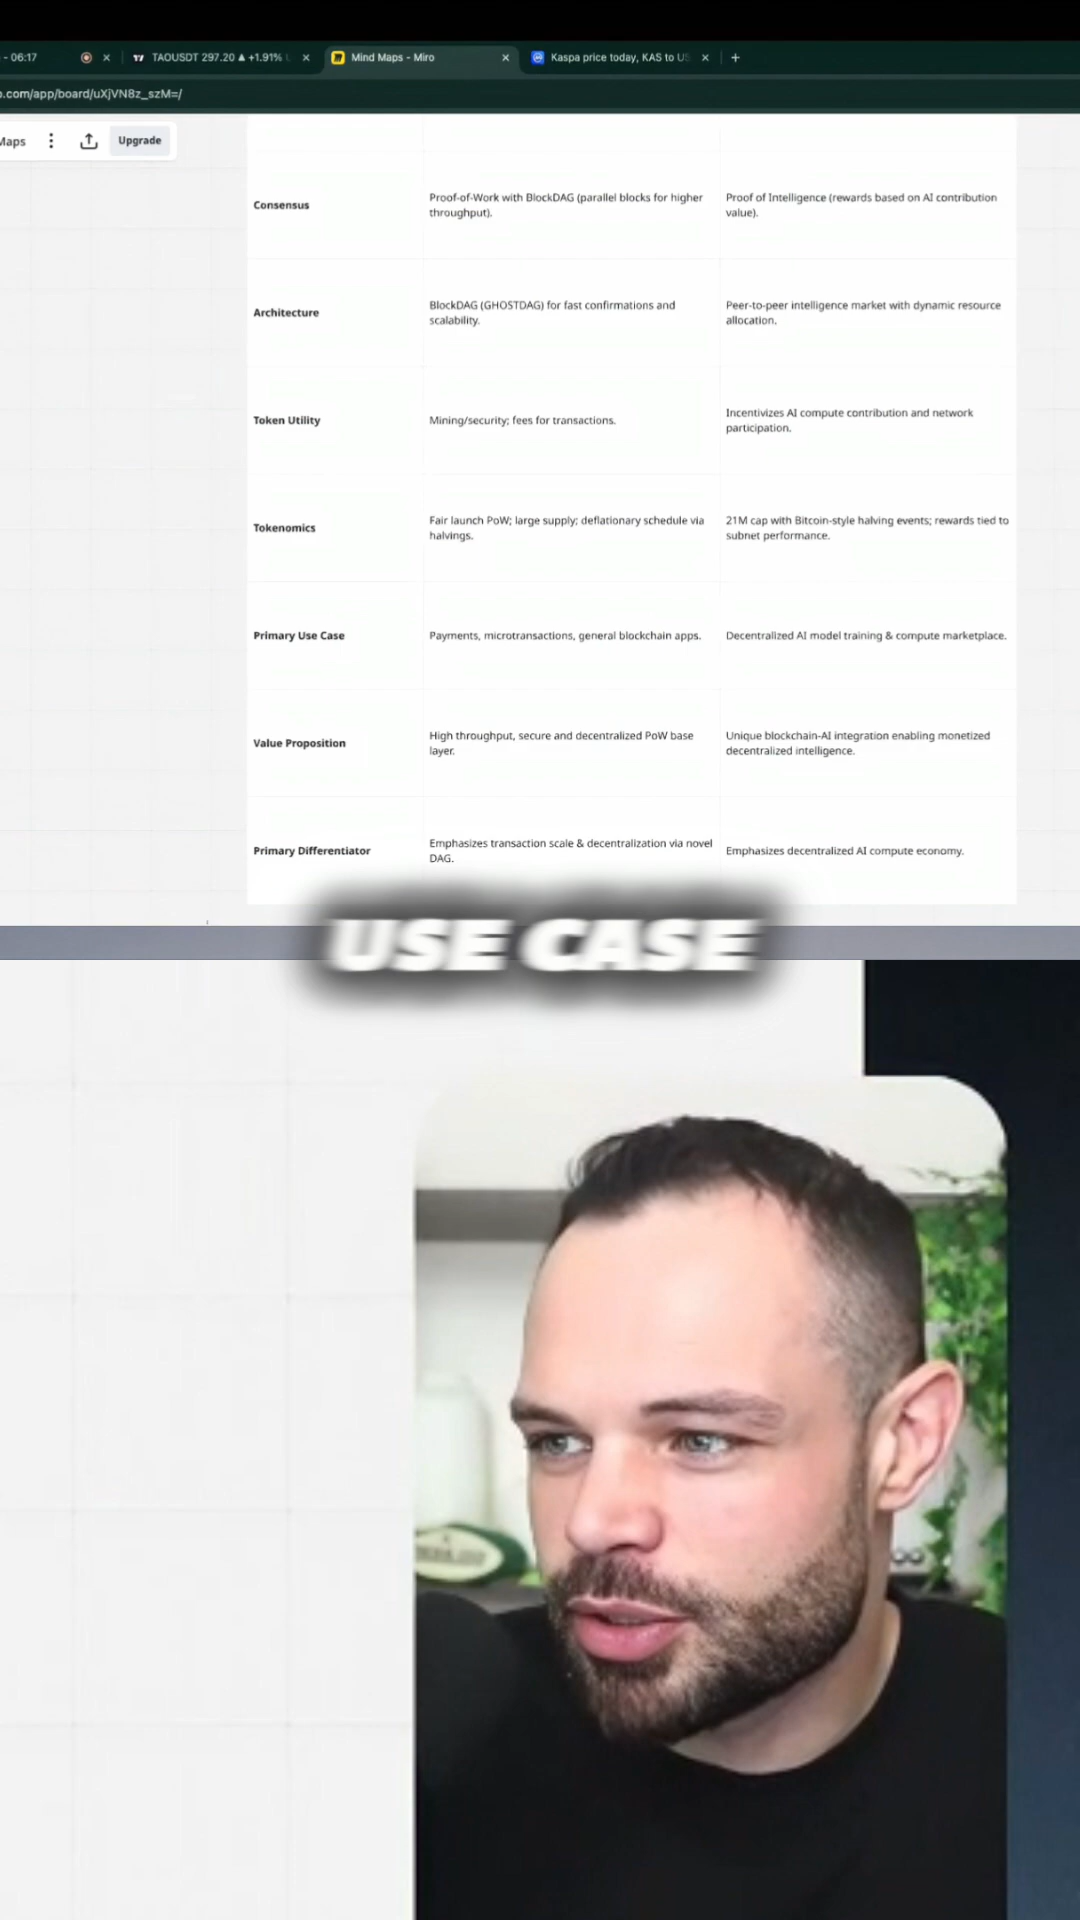 - 06:17
TAOUSDT 297.20 ▲ +1.91%
Mind Maps - Miro
Kaspa price today, KAS to US
.com/app/board/uXjVN8z_szM=/
Maps
Upgrade
Consensus
Proof-of-Work with BlockDAG (parallel blocks for higher
throughput).
Proof of Intelligence (rewards based on AI contribution
value).
Architecture
BlockDAG (GHOSTDAG) for fast confirmations and
scalability.
Peer-to-peer intelligence market with dynamic resource
allocation.
Token Utility
Mining/security; fees for transactions.
Incentivizes AI compute contribution and network
participation.
Tokenomics
Fair launch PoW; large supply; deflationary schedule via
halvings.
21M cap with Bitcoin-style halving events; rewards tied to
subnet performance.
Primary Use Case
Payments, microtransactions, general blockchain apps.
Decentralized AI model training & compute marketplace.
Value Proposition
High throughput, secure and decentralized PoW base
layer.
Unique blockchain-AI integration enabling monetized
decentralized intelligence.
Primary Differentiator
Emphasizes transaction scale & decentralization via novel
DAG.
Emphasizes decentralized AI compute economy.
USE CASE